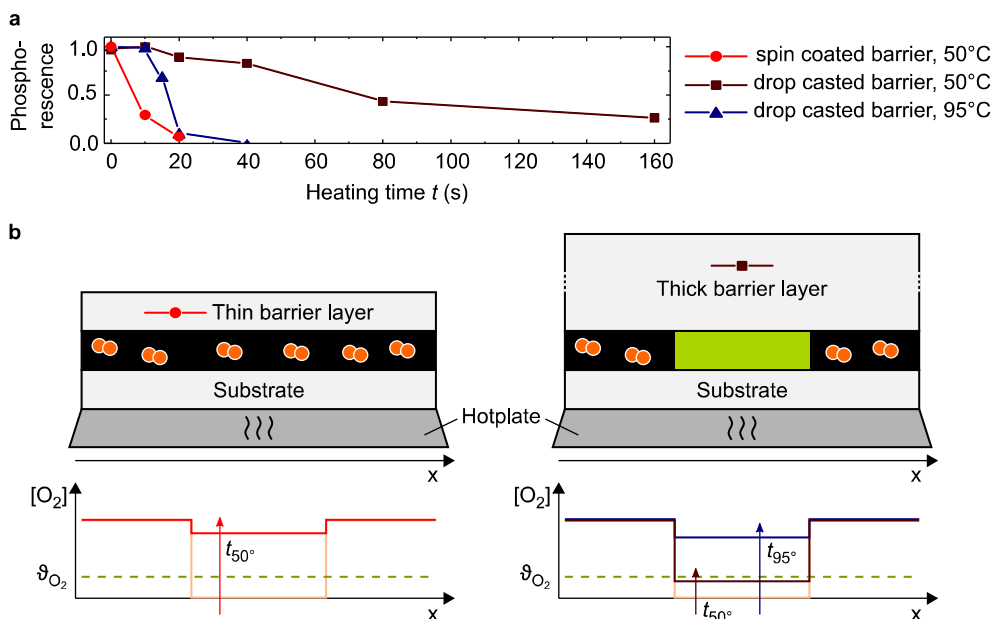 a
Phospho-
rescence
1.0
0.5
0.0
0 20 40 60 80 100 120 140 160
Heating time t (s)
spin coated barrier, 50°C
drop casted barrier, 50°C
drop casted barrier, 95°C
b
Thin barrier layer
Substrate
Thick barrier layer
Substrate
Hotplate
x
x
[O₂]
t₅₀°
ϑO₂
x
[O₂]
t₉₅°
ϑO₂
t₅₀°
x